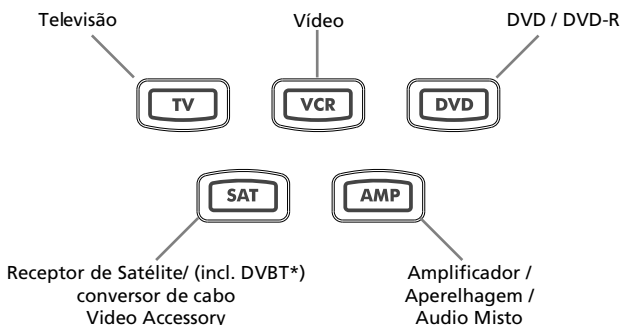 Televisão
Vídeo
DVD / DVD-R
TV
VCR
DVD
SAT
AMP
Receptor de Satélite/ (incl. DVBT*)
conversor de cabo
Video Accessory
Amplificador /
Aperelhagem /
Audio Misto